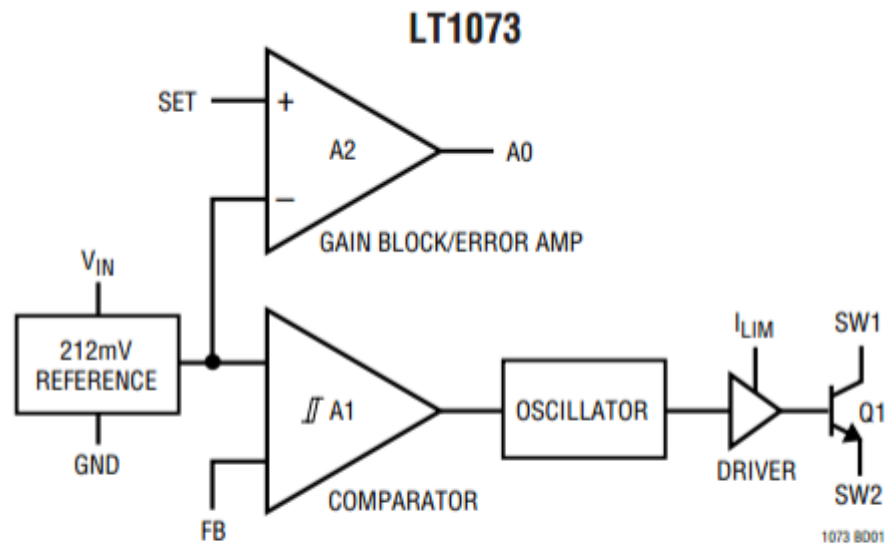 LT1073
SET
+
A2
A0
−
GAIN BLOCK/ERROR AMP
VIN
212mV
REFERENCE
GND
A1
FB
COMPARATOR
OSCILLATOR
ILIM
DRIVER
SW1
Q1
SW2
1073 BD01